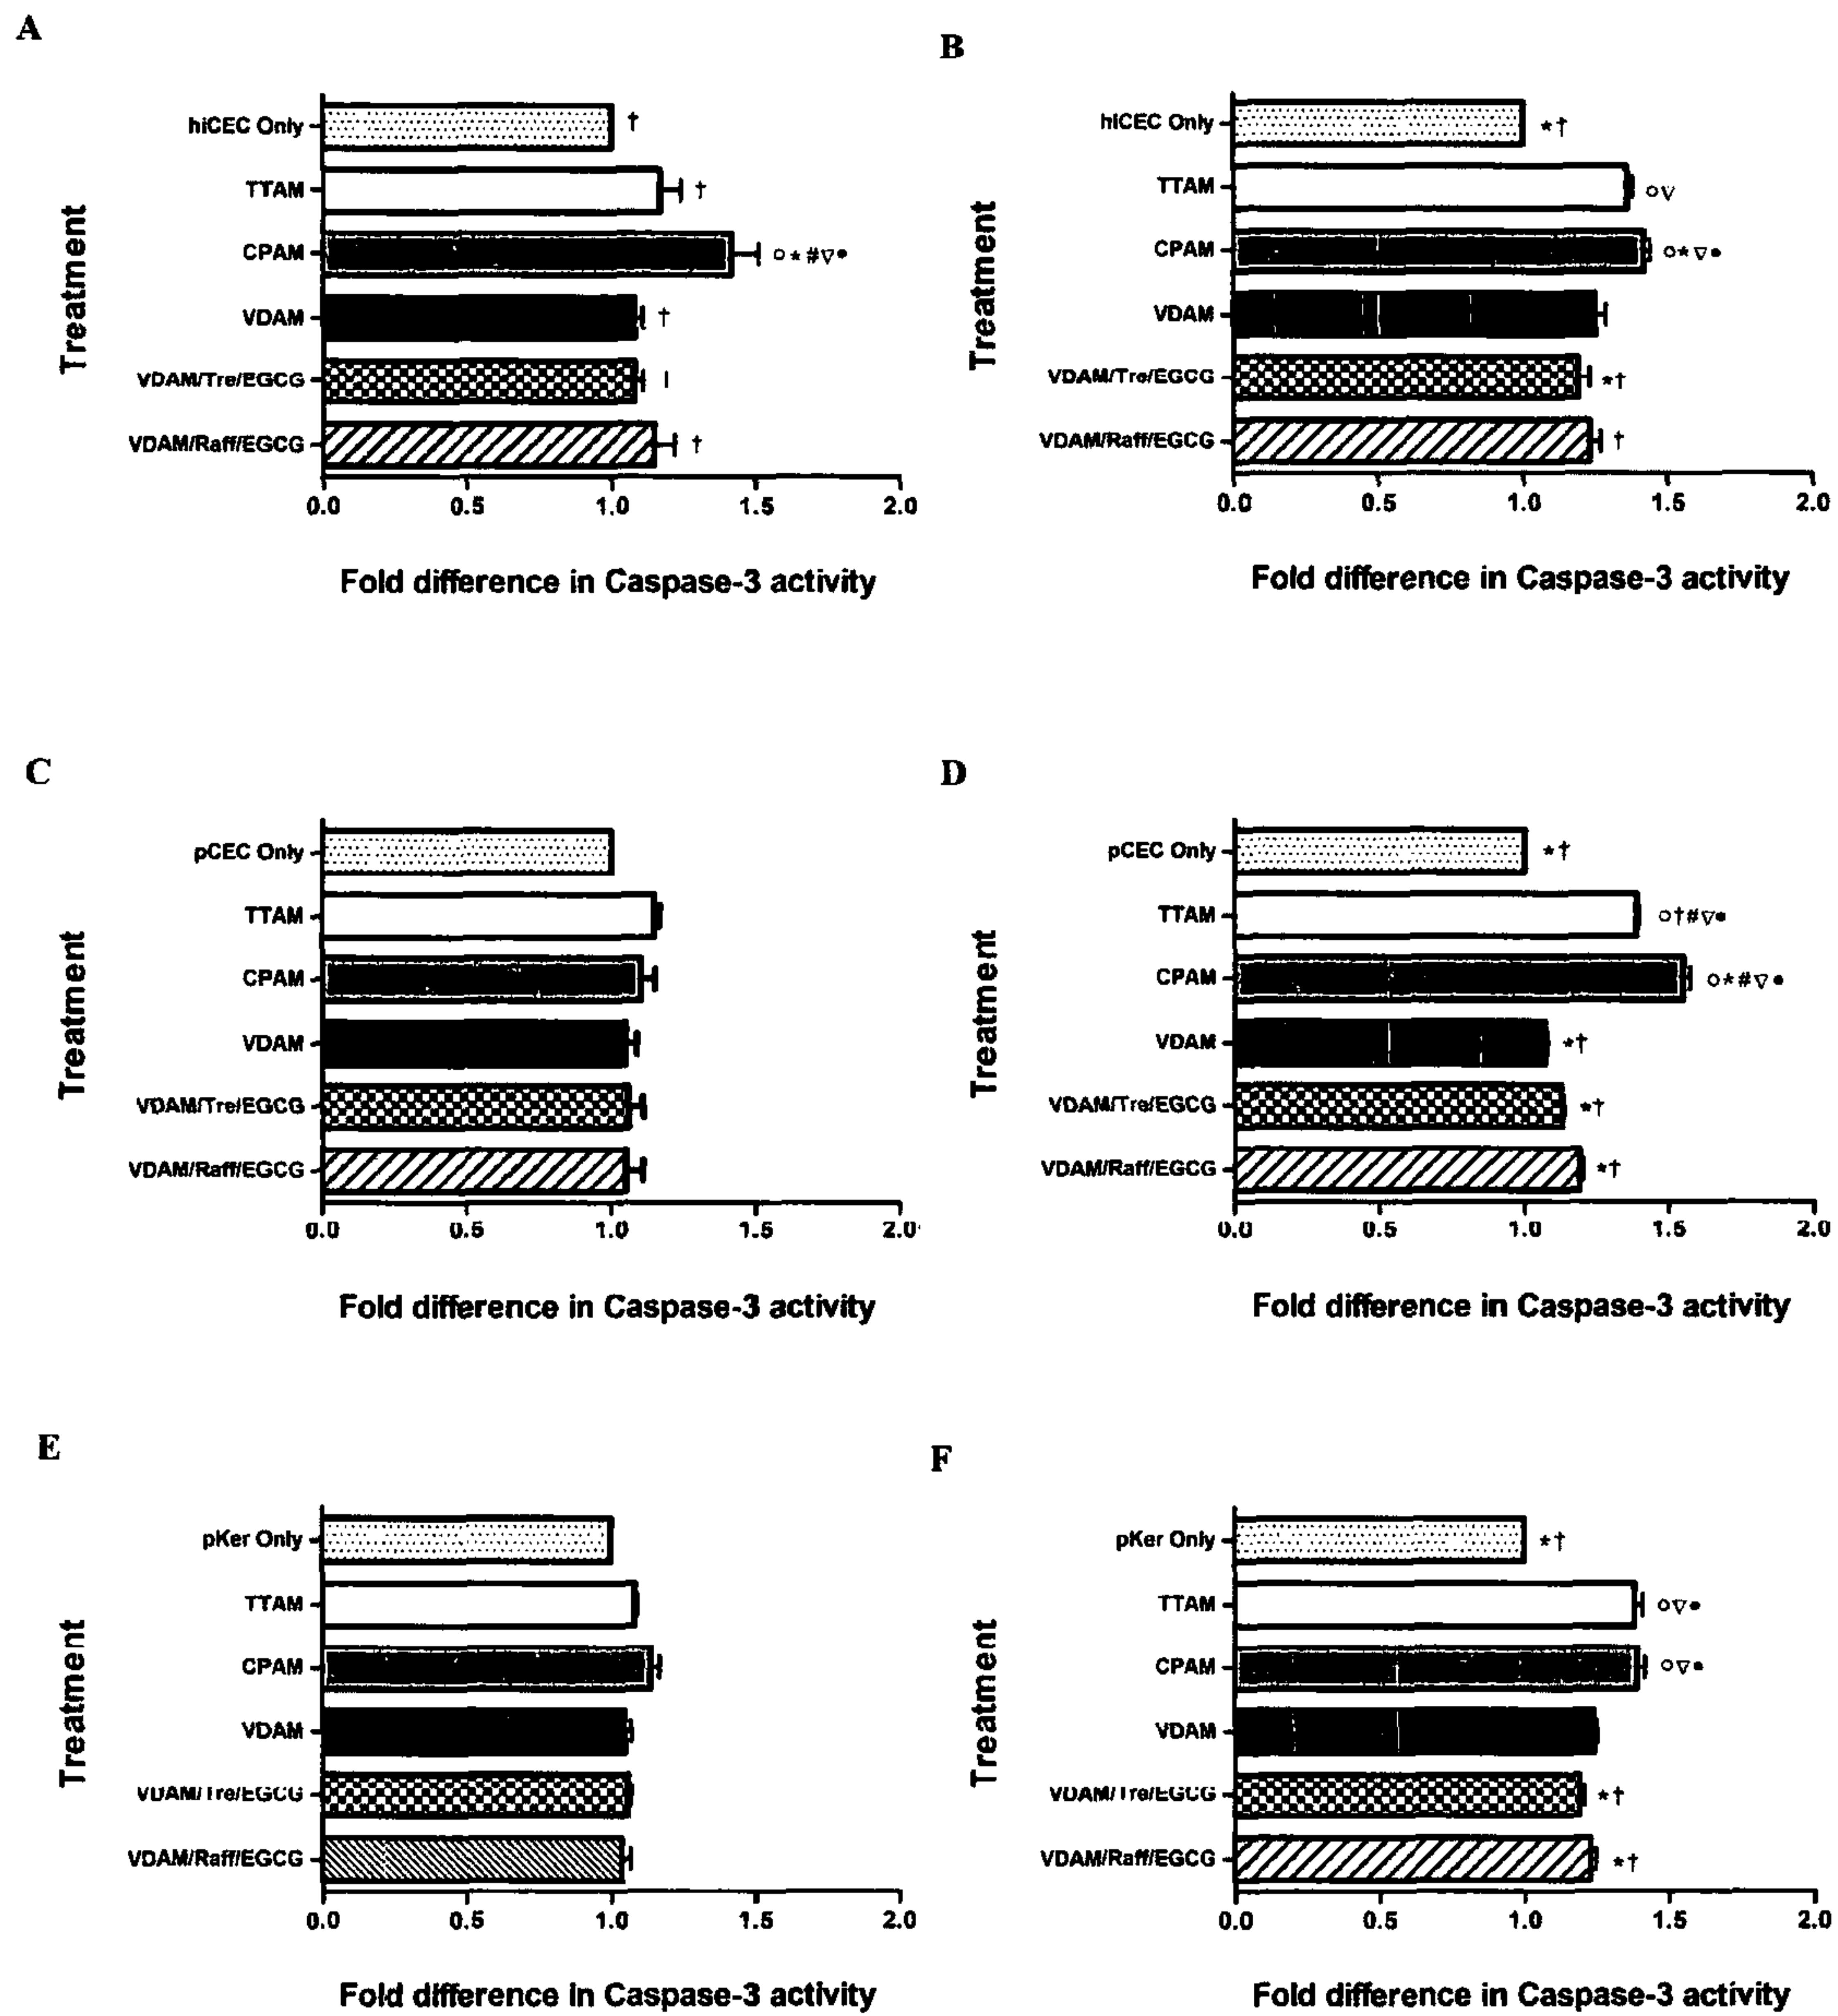 A
hiCEC Only †
TTAM †
CPAM ○*#▽●
VDAM †
VDAM/Tre/EGCG
VDAM/Raff/EGCG †
Treatment
0.0 0.5 1.0 1.5 2.0
Fold difference in Caspase-3 activity
B
hiCEC Only *†
TTAM ○▽
CPAM ○*▽●
VDAM
VDAM/Tre/EGCG *†
VDAM/Raff/EGCG †
Treatment
0.0 0.5 1.0 1.5 2.0
Fold difference in Caspase-3 activity
C
pCEC Only
TTAM
CPAM
VDAM
VDAM/Tre/EGCG
VDAM/Raff/EGCG
Treatment
0.0 0.5 1.0 1.5 2.0
Fold difference in Caspase-3 activity
D
pCEC Only *†
TTAM ○†#▽●
CPAM ○*#▽●
VDAM *†
VDAM/Tre/EGCG *†
VDAM/Raff/EGCG *†
Treatment
0.0 0.5 1.0 1.5 2.0
Fold difference in Caspase-3 activity
E
pKer Only
TTAM
CPAM
VDAM
VDAM/Tre/EGCG
VDAM/Raff/EGCG
Treatment
0.0 0.5 1.0 1.5 2.0
Fold difference in Caspase-3 activity
F
pKer Only *†
TTAM ○▽●
CPAM ○▽●
VDAM
VDAM/Tre/EGCG *†
VDAM/Raff/EGCG *†
Treatment
0.0 0.5 1.0 1.5 2.0
Fold difference in Caspase-3 activity